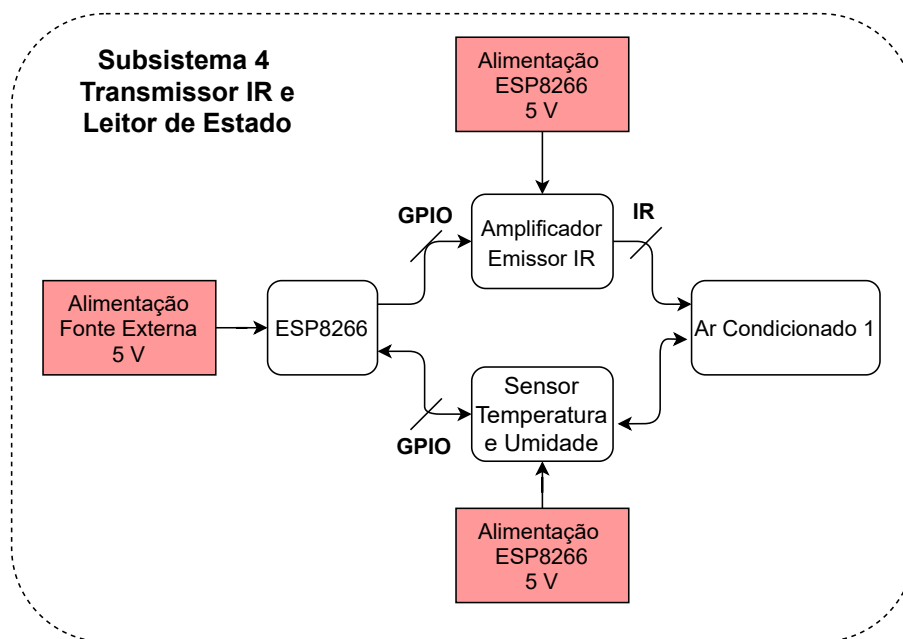 Subsistema 4
Transmissor IR e
Leitor de Estado
Alimentação
ESP8266
5 V
GPIO
IR
Amplificador
Emissor IR
Alimentação
Fonte Externa
5 V
ESP8266
Ar Condicionado 1
Sensor
Temperatura
e Umidade
GPIO
Alimentação
ESP8266
5 V